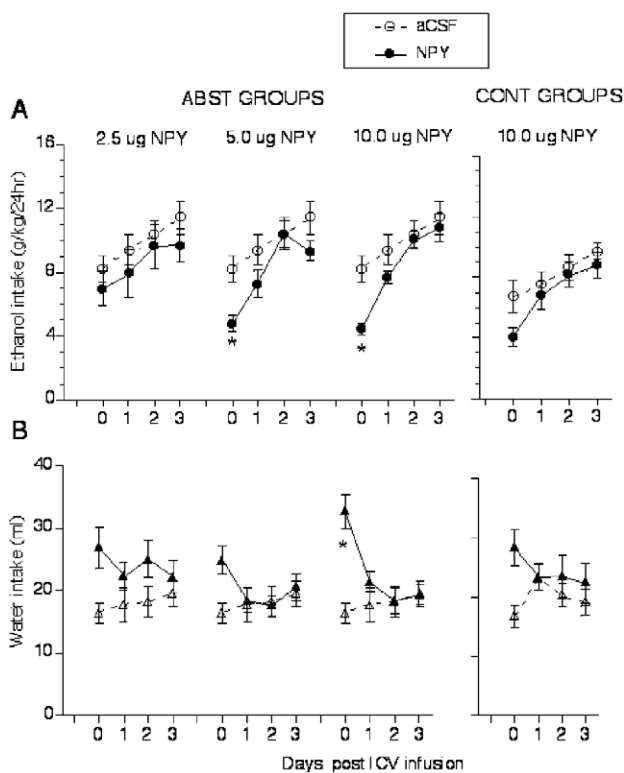 aCSF
NPY
ABST GROUPS
CONT GROUPS
A
2.5 ug NPY 5.0 ug NPY 10.0 ug NPY 10.0 ug NPY
Ethanol intake (g/kg/24hr)
16
12
8
4
0
*
*
0 1 2 3 0 1 2 3 0 1 2 3 0 1 2 3
B
Water intake (ml)
40
30
20
10
0
*
0 1 2 3 0 1 2 3 0 1 2 3 0 1 2 3
Days post ICV infusion